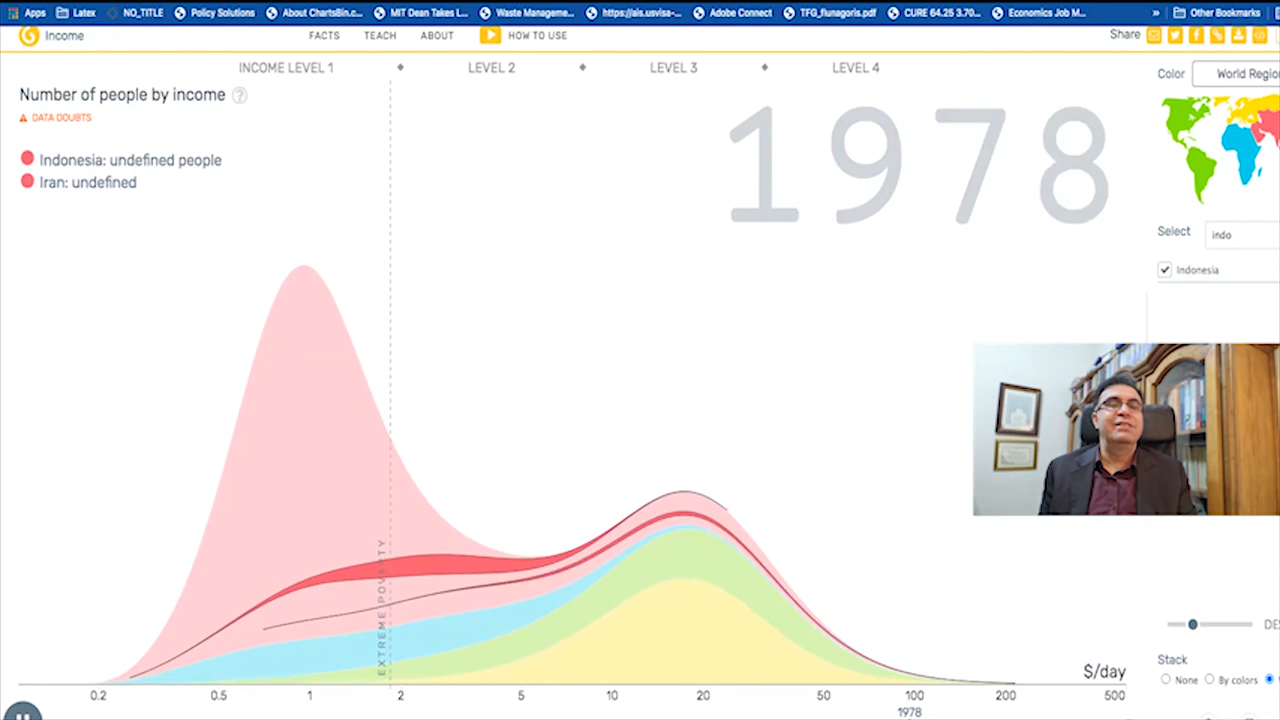 Apps Latex NO_TITLE Policy Solutions About ChartsBin.c... MIT Dean Takes L... Waste Manageme... https://ais.usvisa-... Adobe Connect TFG_flunagoris.pdf CURE 64.25 3.70... Economics Job M... » Other Bookmarks
Income FACTS TEACH ABOUT HOW TO USE Share
INCOME LEVEL 1 LEVEL 2 LEVEL 3 LEVEL 4
Color World Regio
Number of people by income ?
DATA DOUBTS
1978
Indonesia: undefined people
Iran: undefined
Select indo
Indonesia
EXTREME POVERTY
DE
Stack
None By colors
$/day
0.2 0.5 1 2 5 10 20 50 100 200 500
1978